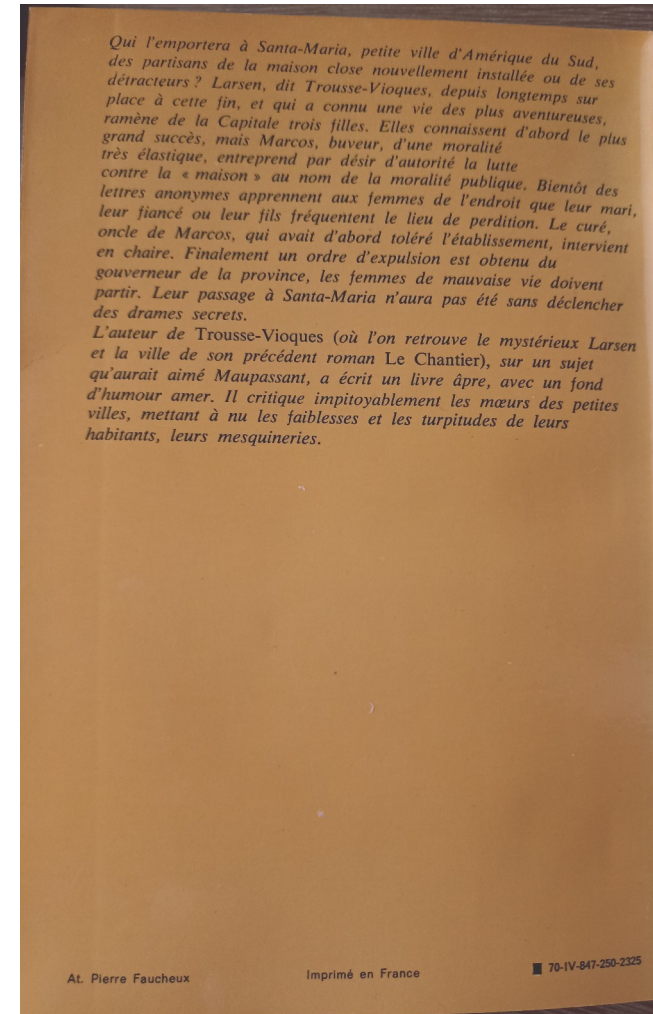 Qui l'emportera à Santa-Maria, petite ville d'Amérique du Sud,
des partisans de la maison close nouvellement installée ou de ses
détracteurs ? Larsen, dit Trousse-Vioques, depuis longtemps sur
place à cette fin, et qui a connu une vie des plus aventureuses,
ramène de la Capitale trois filles. Elles connaissent d'abord le plus
grand succès, mais Marcos, buveur, d'une moralité
très élastique, entreprend par désir d'autorité la lutte
contre la « maison » au nom de la moralité publique. Bientôt des
lettres anonymes apprennent aux femmes de l'endroit que leur mari,
leur fiancé ou leur fils fréquentent le lieu de perdition. Le curé,
oncle de Marcos, qui avait d'abord toléré l'établissement, intervient
en chaire. Finalement un ordre d'expulsion est obtenu du
gouverneur de la province, les femmes de mauvaise vie doivent
partir. Leur passage à Santa-Maria n'aura pas été sans déclencher
des drames secrets.
L'auteur de Trousse-Vioques (où l'on retrouve le mystérieux Larsen
et la ville de son précédent roman Le Chantier), sur un sujet
qu'aurait aimé Maupassant, a écrit un livre âpre, avec un fond
d'humour amer. Il critique impitoyablement les mœurs des petites
villes, mettant à nu les faiblesses et les turpitudes de leurs
habitants, leurs mesquineries.
At. Pierre Faucheux
Imprimé en France
70-IV-847-250-2325